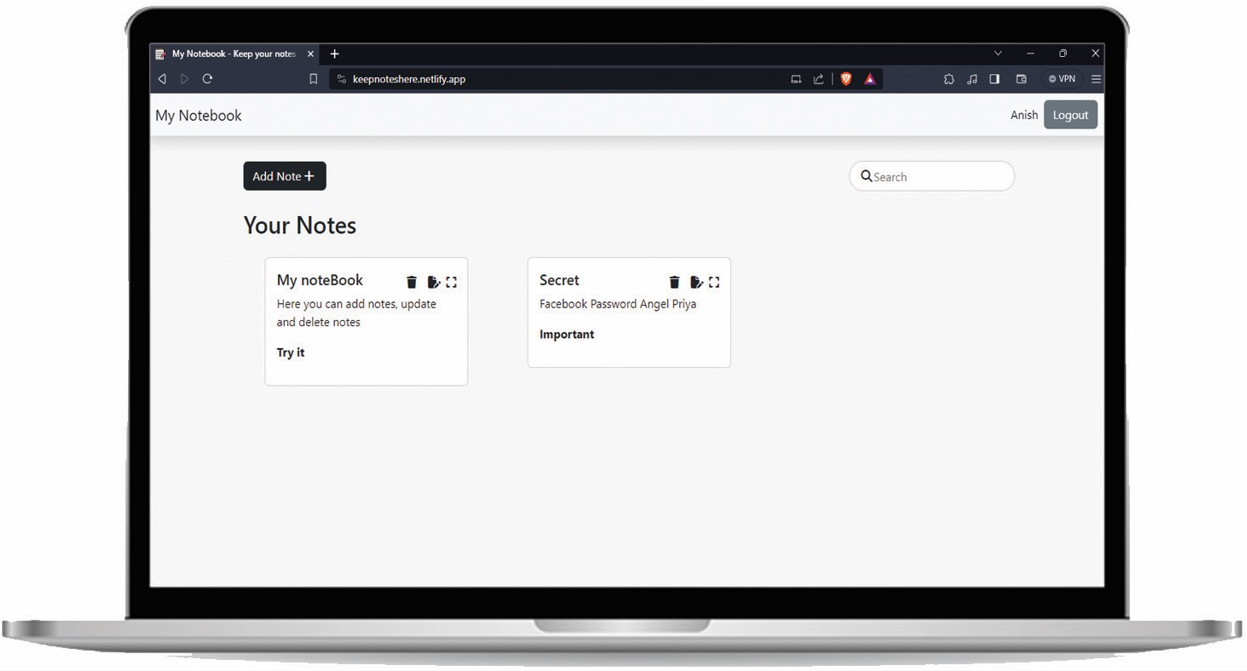 My Notebook - Keep your notes
keepnoteshere.netlify.app
VPN
My Notebook
Anish
Logout
Add Note
Search
Your Notes
My noteBook
Here you can add notes, update
and delete notes
Try it
Secret
Facebook Password Angel Priya
Important